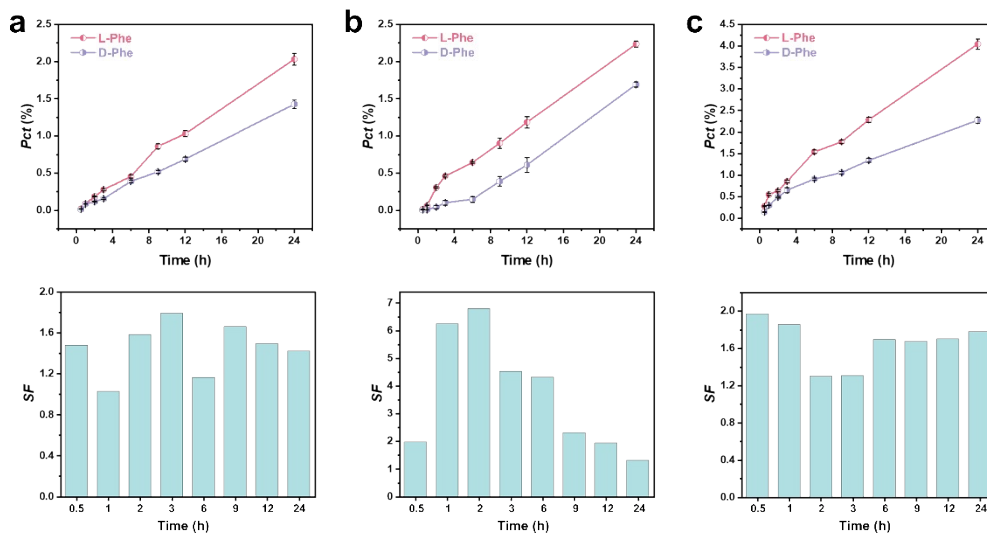 a
L-Phe
D-Phe
Pct (%)
2.5
2.0
1.5
1.0
0.5
0.0
0 4 8 12 16 20 24
Time (h)
b
L-Phe
D-Phe
Pct (%)
2.5
2.0
1.5
1.0
0.5
0.0
0 4 8 12 16 20 24
Time (h)
c
L-Phe
D-Phe
Pct (%)
4.5
4.0
3.5
3.0
2.5
2.0
1.5
1.0
0.5
0.0
0 4 8 12 16 20 24
Time (h)
SF
2.0
1.6
1.2
0.8
0.4
0.0
0.5 1 2 3 6 9 12 24
Time (h)
SF
7
6
5
4
3
2
1
0
0.5 1 2 3 6 9 12 24
Time (h)
SF
2.0
1.6
1.2
0.8
0.4
0.0
0.5 1 2 3 6 9 12 24
Time (h)